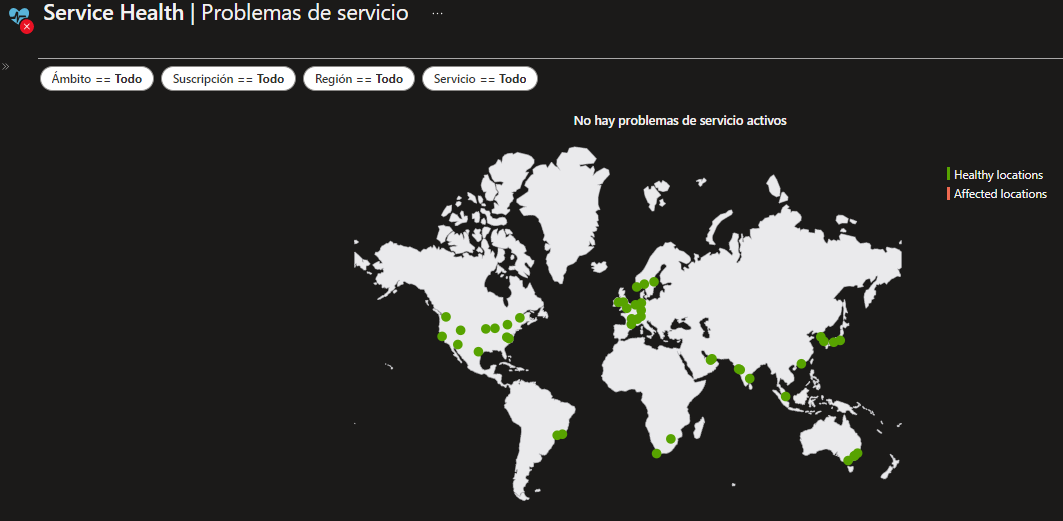 Service Health | Problemas de servicio ...
Ámbito == Todo
Suscripción == Todo
Región == Todo
Servicio == Todo
No hay problemas de servicio activos
Healthy locations
Affected locations